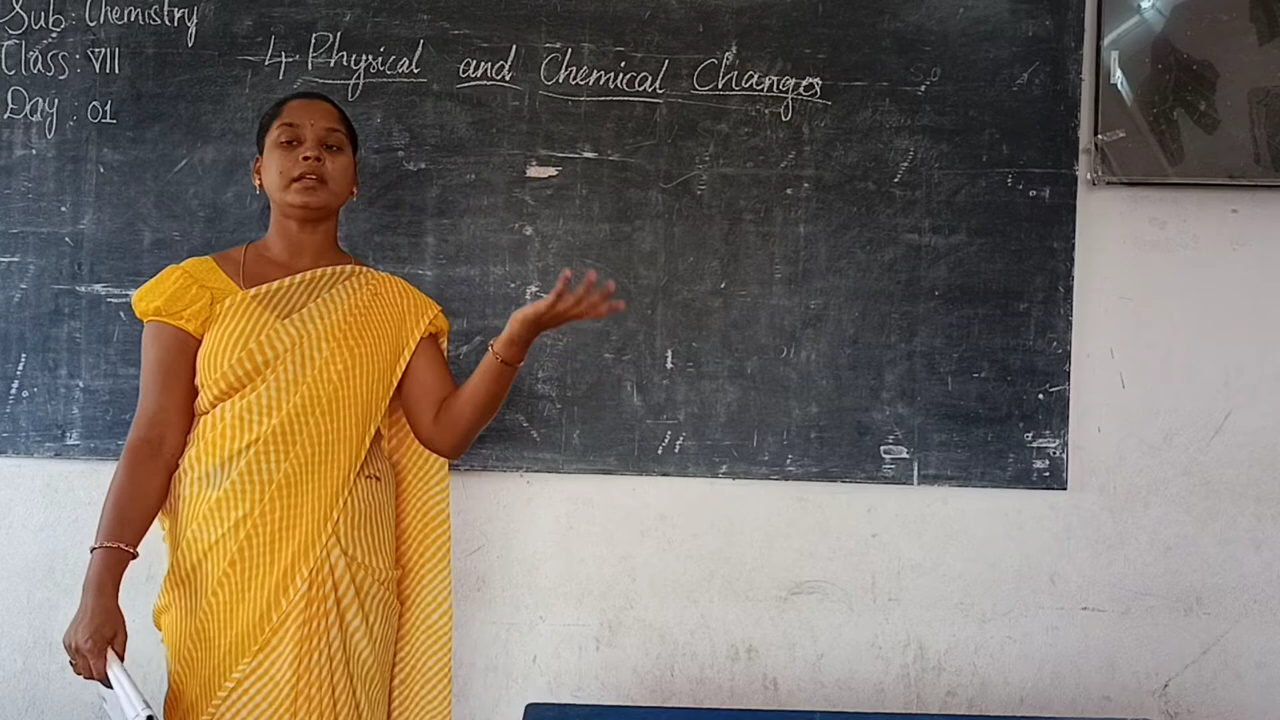 Sub: Chemistry
Class: VII
Day: 01
4. Physical and Chemical Changes